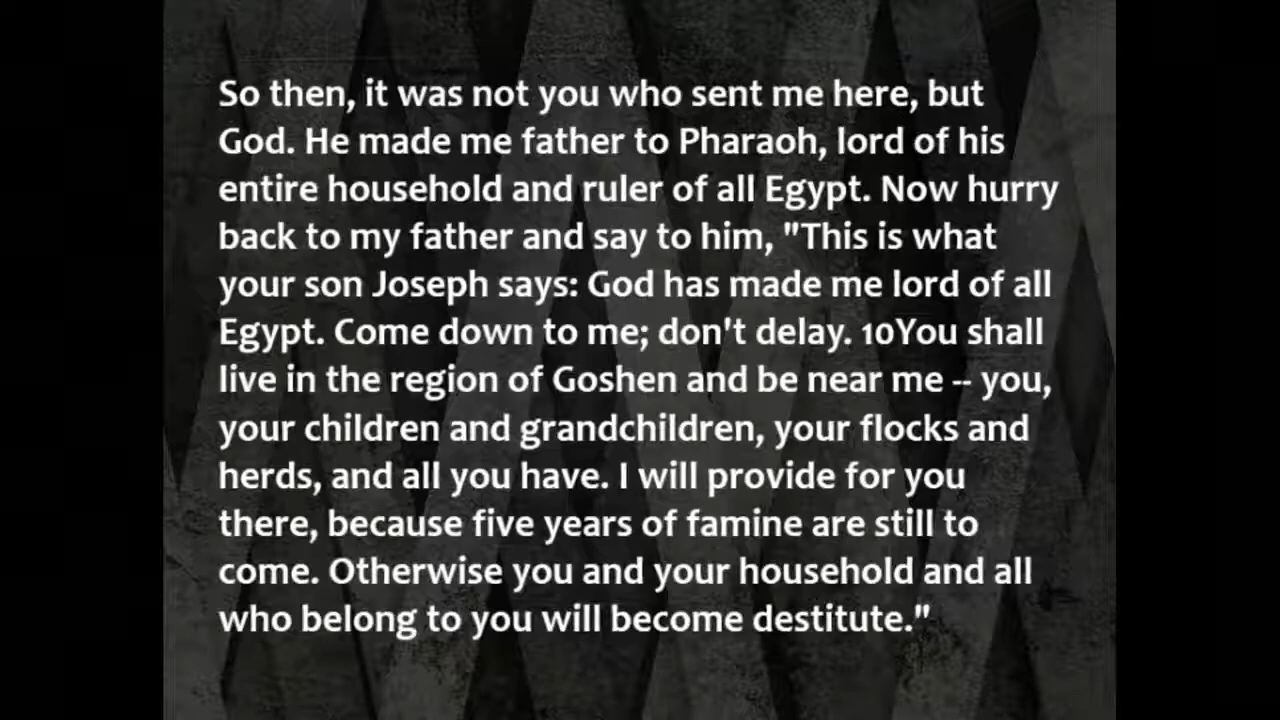 So then, it was not you who sent me here, but
God. He made me father to Pharaoh, lord of his
entire household and ruler of all Egypt. Now hurry
back to my father and say to him, "This is what
your son Joseph says: God has made me lord of all
Egypt. Come down to me; don't delay. 10You shall
live in the region of Goshen and be near me -- you,
your children and grandchildren, your flocks and
herds, and all you have. I will provide for you
there, because five years of famine are still to
come. Otherwise you and your household and all
who belong to you will become destitute."